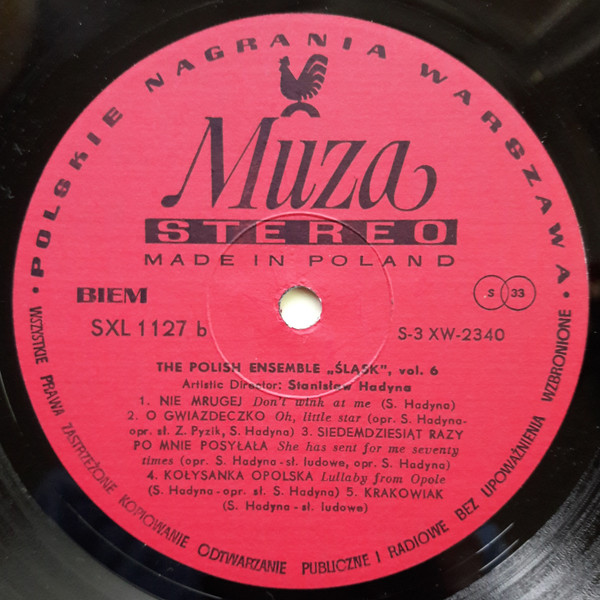 • POLSKIE NAGRANIA WARSZAWA •
Muza
STEREO
MADE IN POLAND
BIEM
S 33
SXL 1127 b
S-3 XW-2340
THE POLISH ENSEMBLE „ŚLĄSK”, vol. 6
Artistic Director: Stanisław Hadyna
1. NIE MRUGEJ Don't wink at me (S. Hadyna)
2. O GWIAZDECZKO Oh, little star (opr. S. Hadyna-
opr. sł. Z. Pyzik, S. Hadyna) 3. SIEDEMDZIESIĄT RAZY
PO MNIE POSYŁAŁA She has sent for me seventy
times (opr. S. Hadyna-sł. ludowe, opr. S. Hadyna)
4. KOŁYSANKA OPOLSKA Lullaby from Opole
(S. Hadyna-opr. sł. S. Hadyna) 5. KRAKOWIAK
(S. Hadyna-sł. ludowe)
WSZYSTKIE PRAWA ZASTRZEŻONE KOPIOWANIE ODTWARZANIE PUBLICZNE I RADIOWE BEZ UPOWAŻNIENIA WZBRONIONE